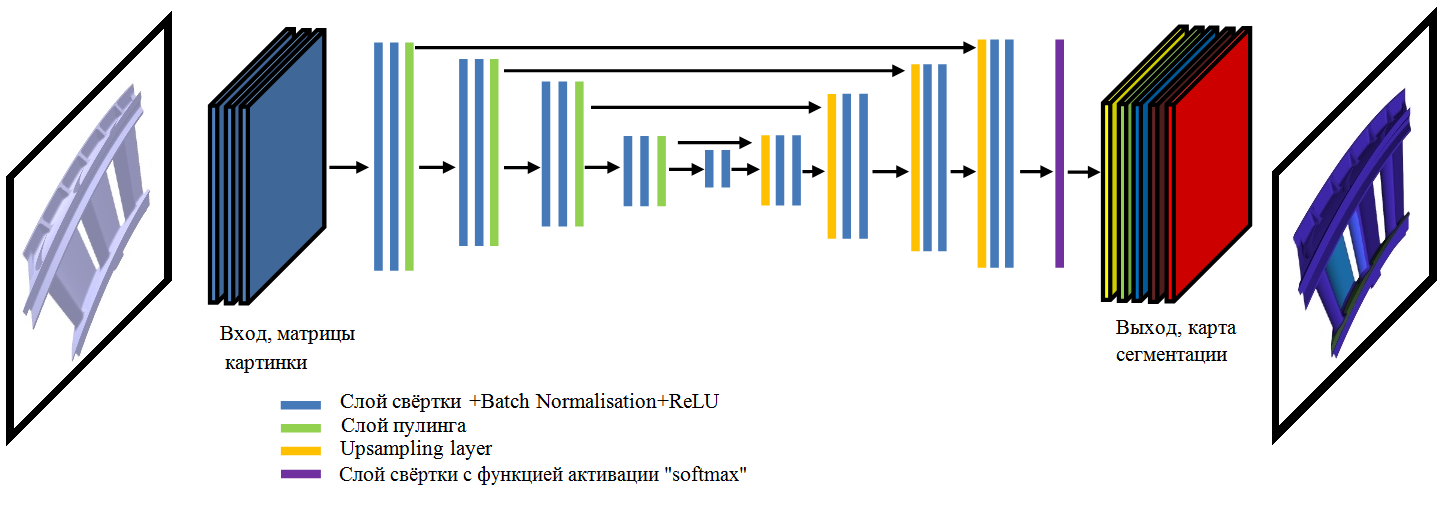 Вход, матрицы
картинки
Выход, карта
сегментации
Слой свёртки +Batch Normalisation+ReLU
Слой пулинга
Upsampling layer
Слой свёртки с функцией активации "softmax"